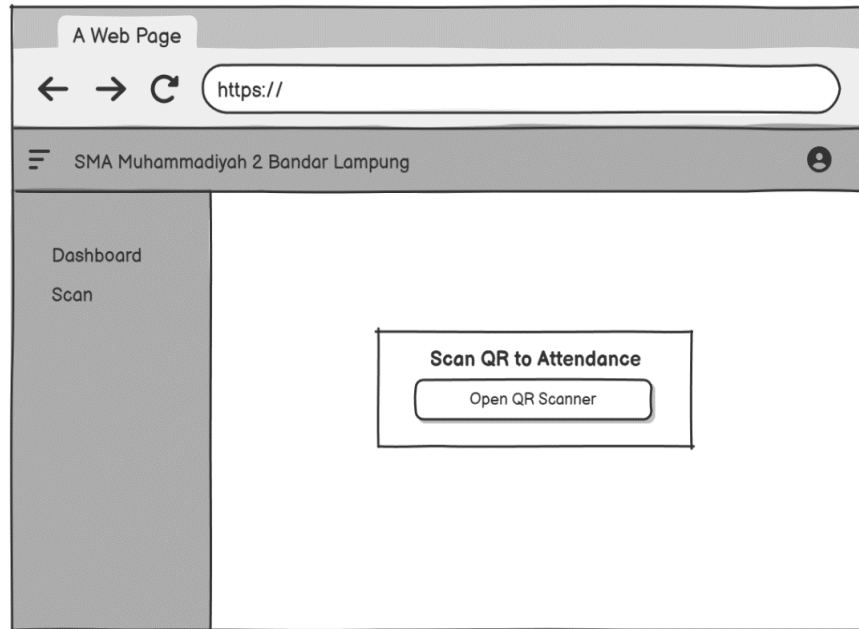 A Web Page
https://
SMA Muhammadiyah 2 Bandar Lampung
Dashboard
Scan
Scan QR to Attendance
Open QR Scanner